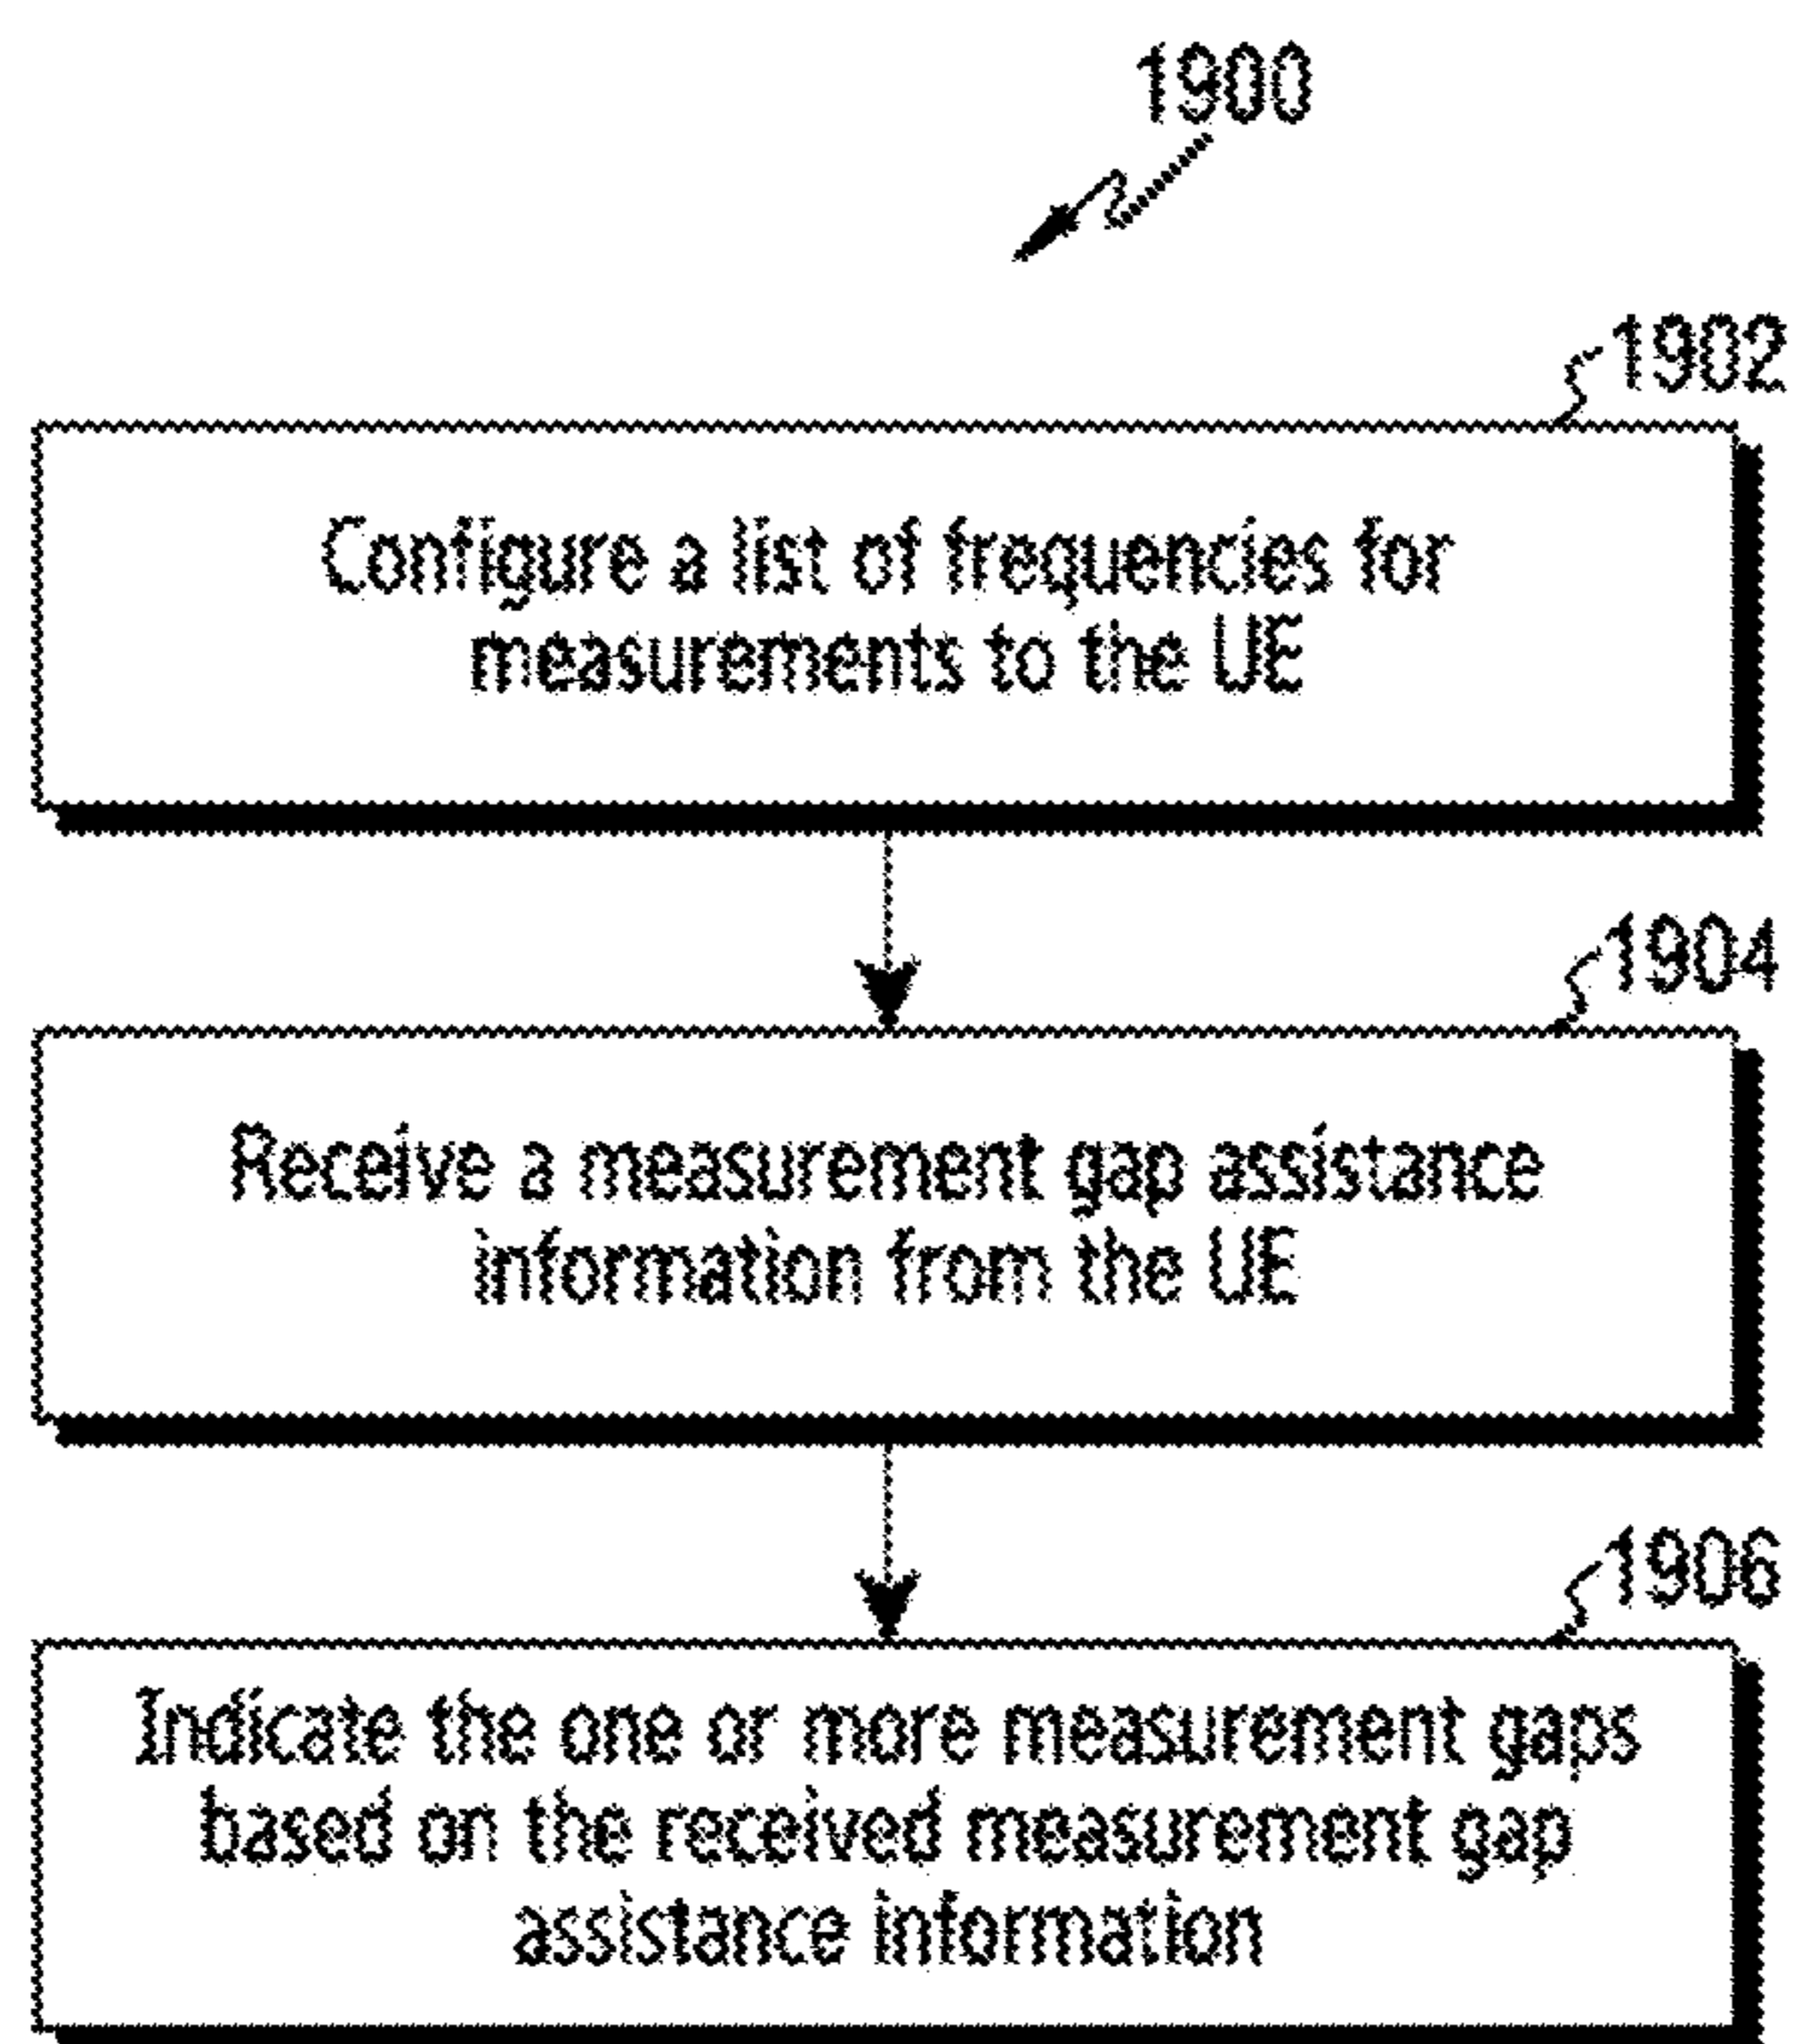 1900
1902
Configure a list of frequencies for
measurements to the UE
1904
Receive a measurement gap assistance
information from the UE
1906
Indicate the one or more measurement gaps
based on the received measurement gap
assistance information